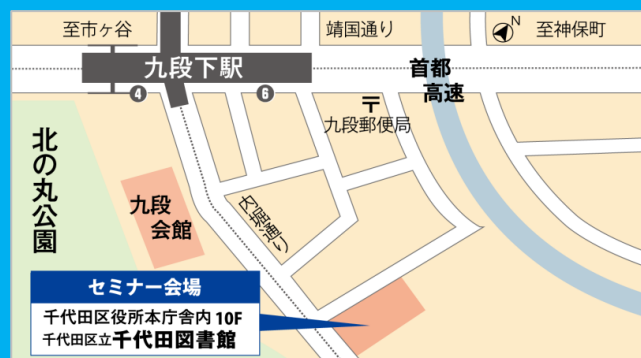 至市ヶ谷
靖国通り
N
至神保町
九段下駅
首都
高速
4
6
〒
九段郵便局
北の丸公園
九段
会館
内堀通り
セミナー会場
千代田区役所本庁舎内 10F
千代田区立千代田図書館